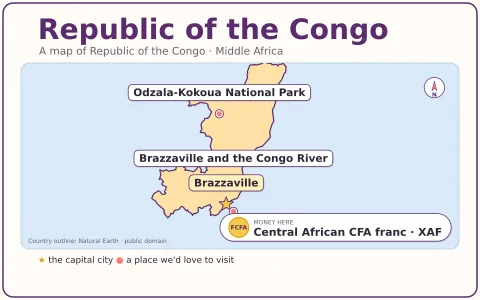 Republic of the Congo
A map of Republic of the Congo · Middle Africa
Odzala-Kokoua National Park
N
Brazzaville and the Congo River
Brazzaville
FCFA
MONEY HERE
Central African CFA franc · XAF
Country outline: Natural Earth · public domain
★ the capital city ● a place we'd love to visit